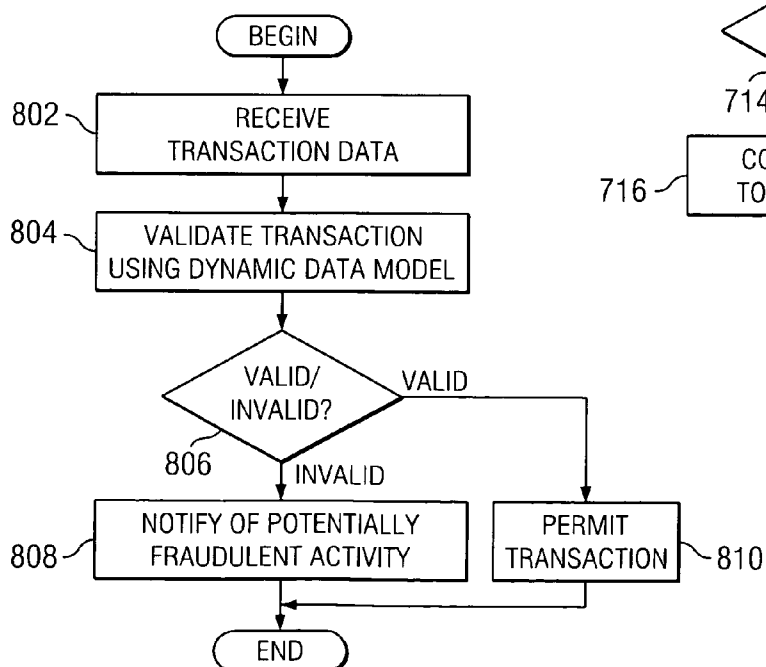 BEGIN
802
RECEIVE
TRANSACTION DATA
804
VALIDATE TRANSACTION
USING DYNAMIC DATA MODEL
VALID/
INVALID?
VALID
806
INVALID
808
NOTIFY OF POTENTIALLY
FRAUDULENT ACTIVITY
PERMIT
TRANSACTION
810
END
714
716
TO